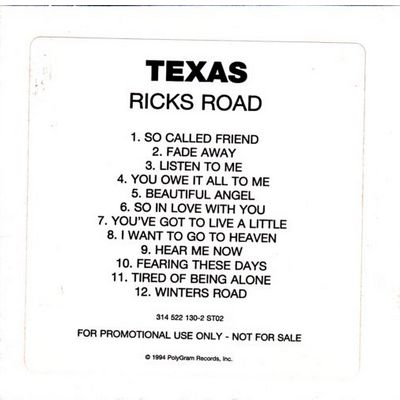 TEXAS
RICKS ROAD
1. SO CALLED FRIEND
2. FADE AWAY
3. LISTEN TO ME
4. YOU OWE IT ALL TO ME
5. BEAUTIFUL ANGEL
6. SO IN LOVE WITH YOU
7. YOU'VE GOT TO LIVE A LITTLE
8. I WANT TO GO TO HEAVEN
9. HEAR ME NOW
10. FEARING THESE DAYS
11. TIRED OF BEING ALONE
12. WINTERS ROAD
314 522 130-2 ST02
FOR PROMOTIONAL USE ONLY - NOT FOR SALE
© 1994 PolyGram Records, Inc.